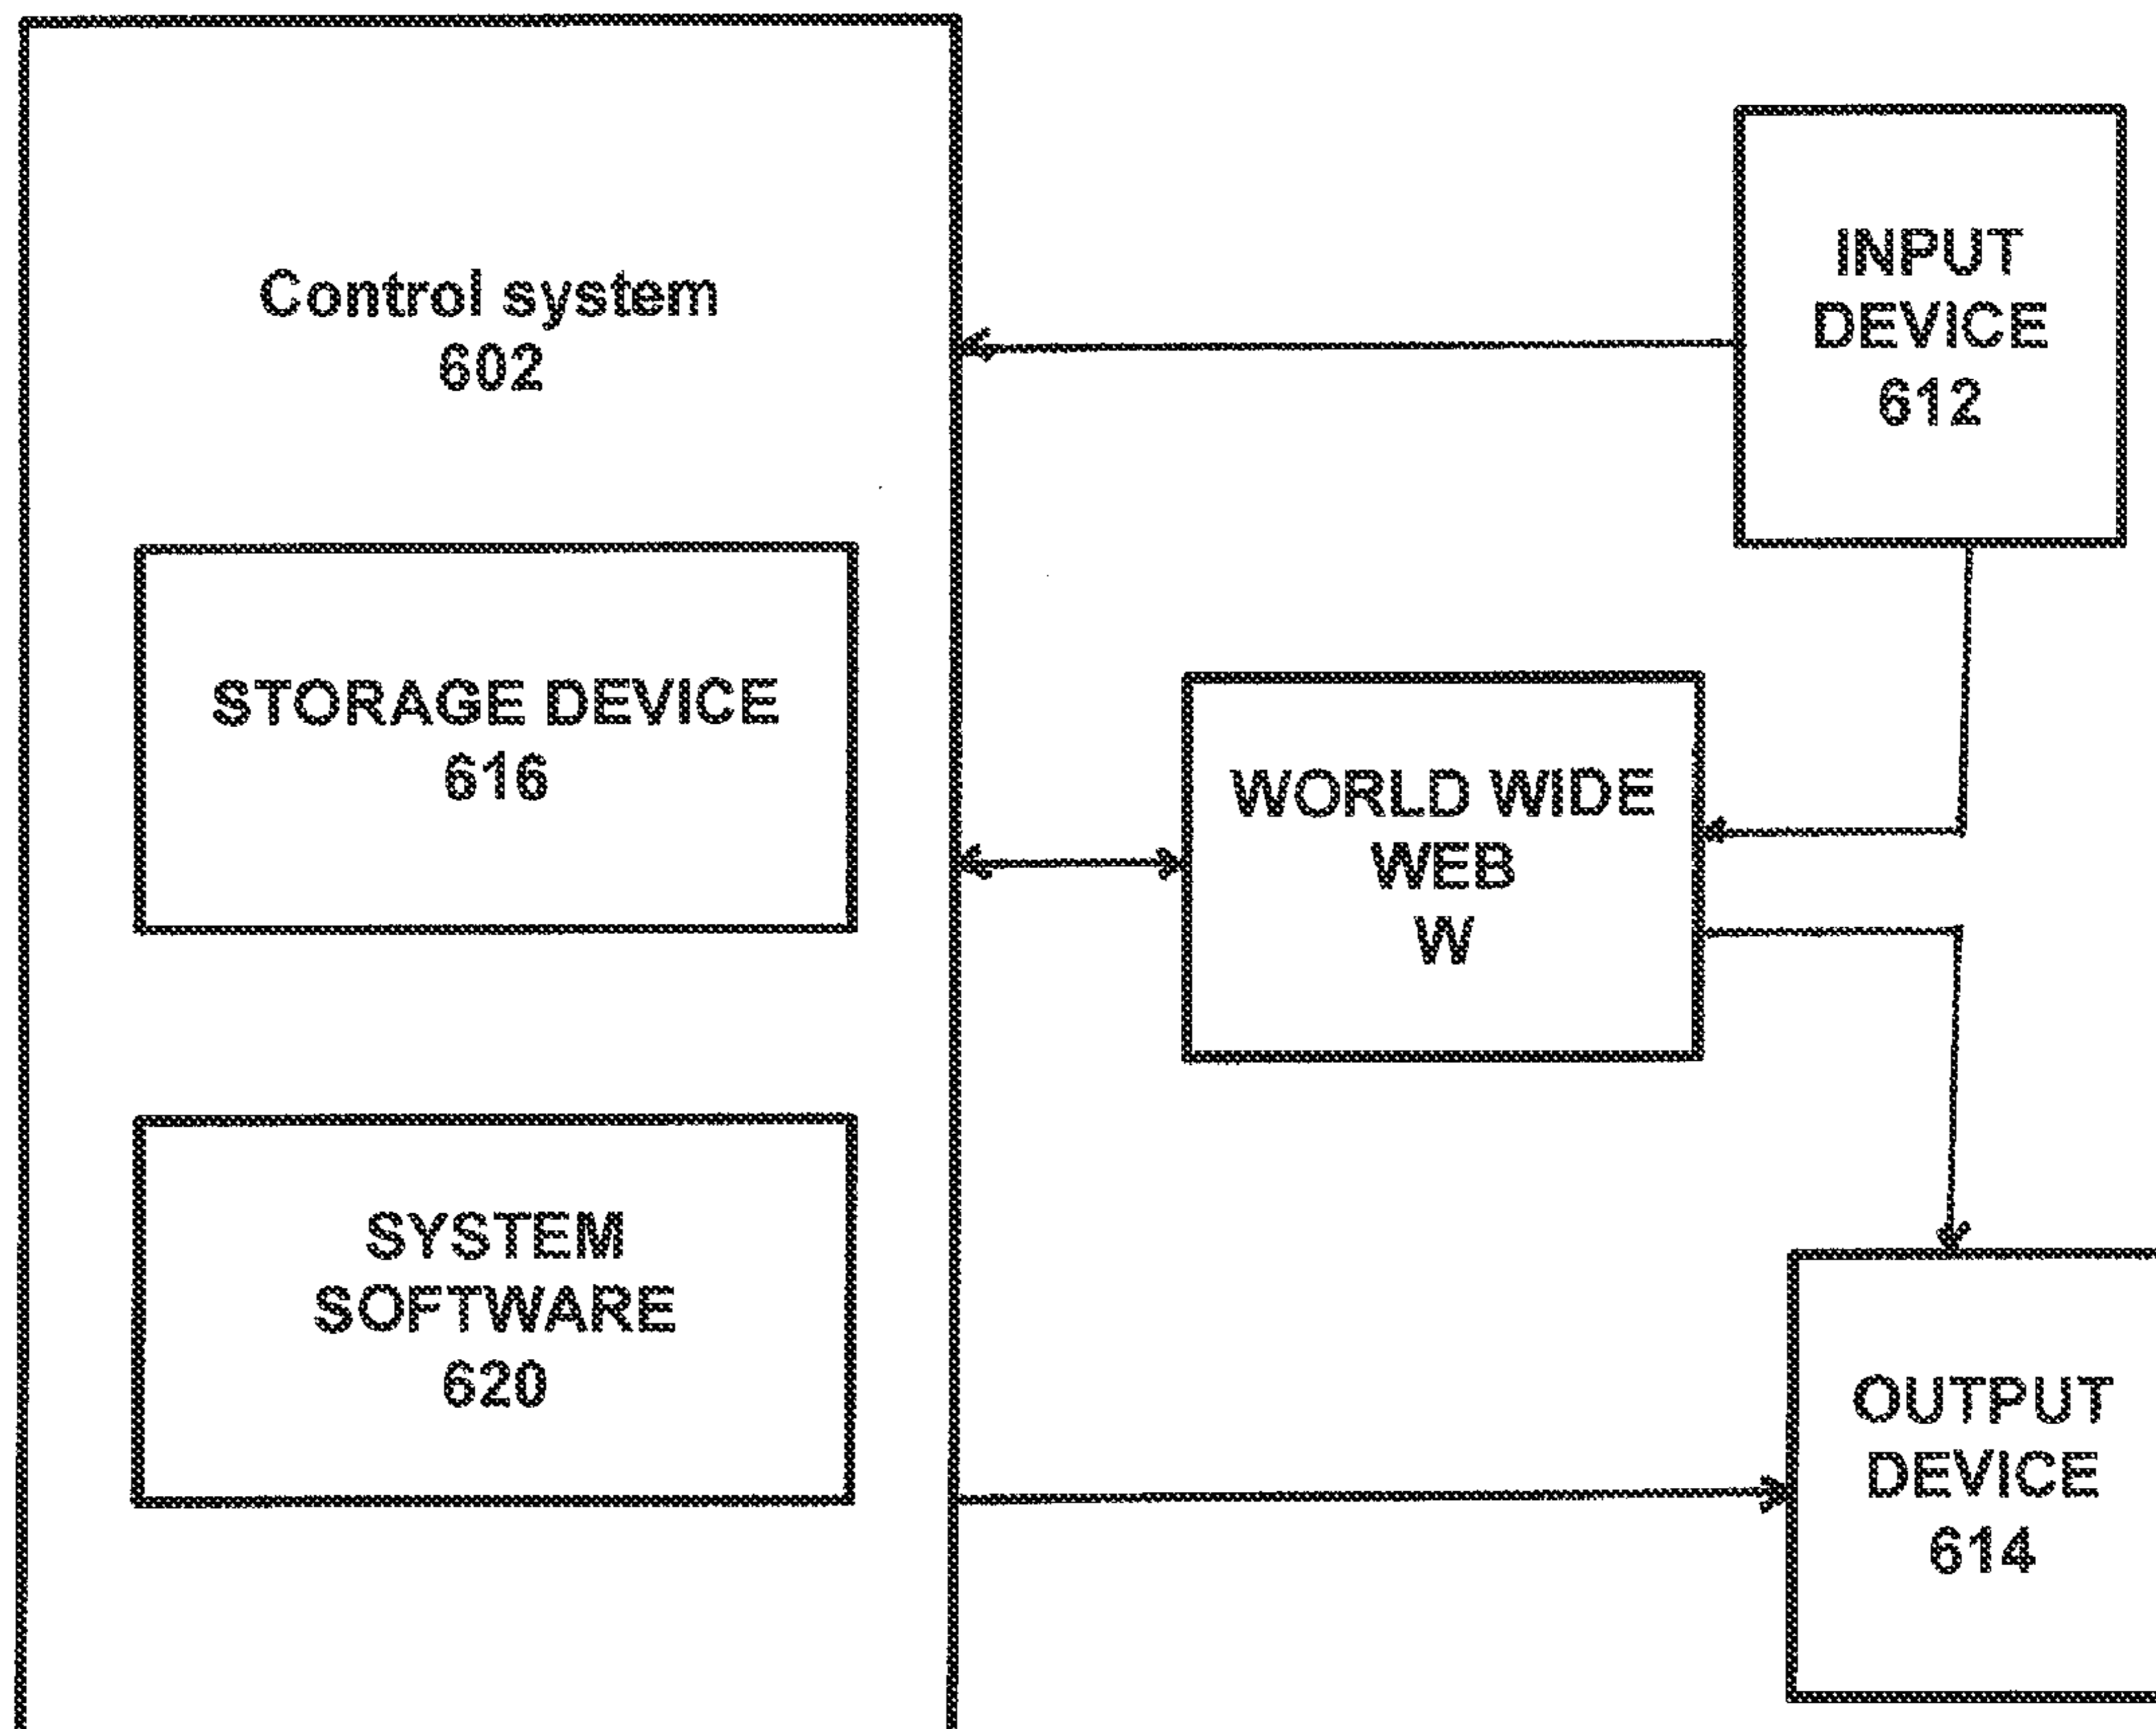 Control system
602
STORAGE DEVICE
616
SYSTEM
SOFTWARE
620
WORLD WIDE
WEB
W
INPUT
DEVICE
612
OUTPUT
DEVICE
614